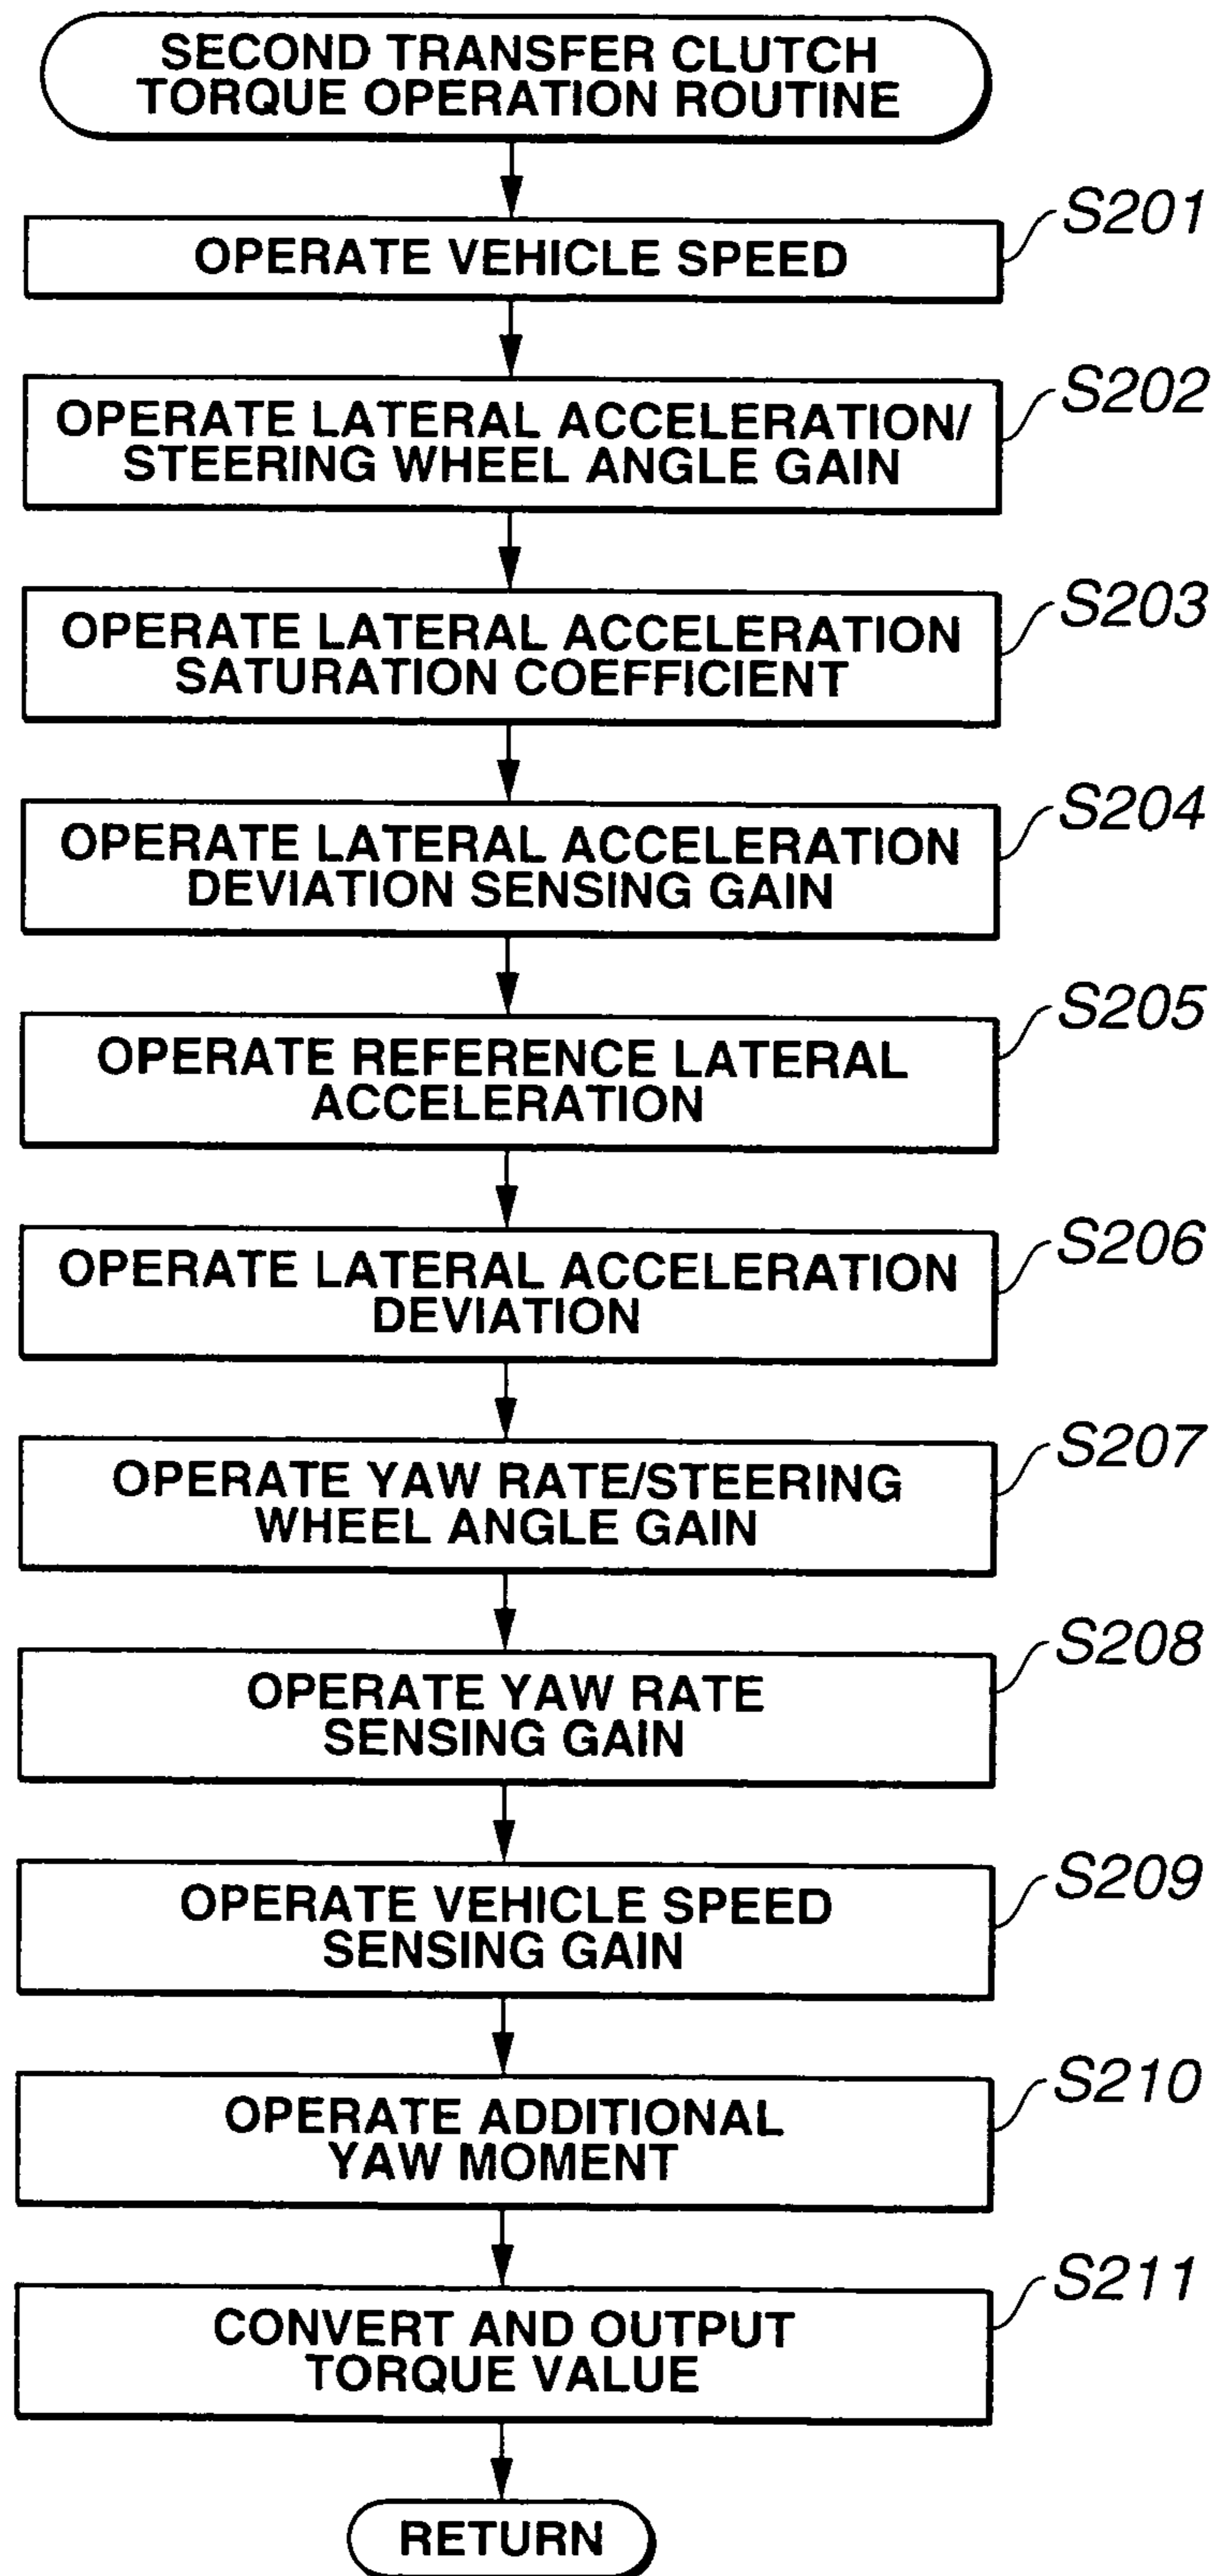 SECOND TRANSFER CLUTCH
TORQUE OPERATION ROUTINE
S201
OPERATE VEHICLE SPEED
S202
OPERATE LATERAL ACCELERATION/
STEERING WHEEL ANGLE GAIN
S203
OPERATE LATERAL ACCELERATION
SATURATION COEFFICIENT
S204
OPERATE LATERAL ACCELERATION
DEVIATION SENSING GAIN
S205
OPERATE REFERENCE LATERAL
ACCELERATION
S206
OPERATE LATERAL ACCELERATION
DEVIATION
S207
OPERATE YAW RATE/STEERING
WHEEL ANGLE GAIN
S208
OPERATE YAW RATE
SENSING GAIN
S209
OPERATE VEHICLE SPEED
SENSING GAIN
S210
OPERATE ADDITIONAL
YAW MOMENT
S211
CONVERT AND OUTPUT
TORQUE VALUE
RETURN